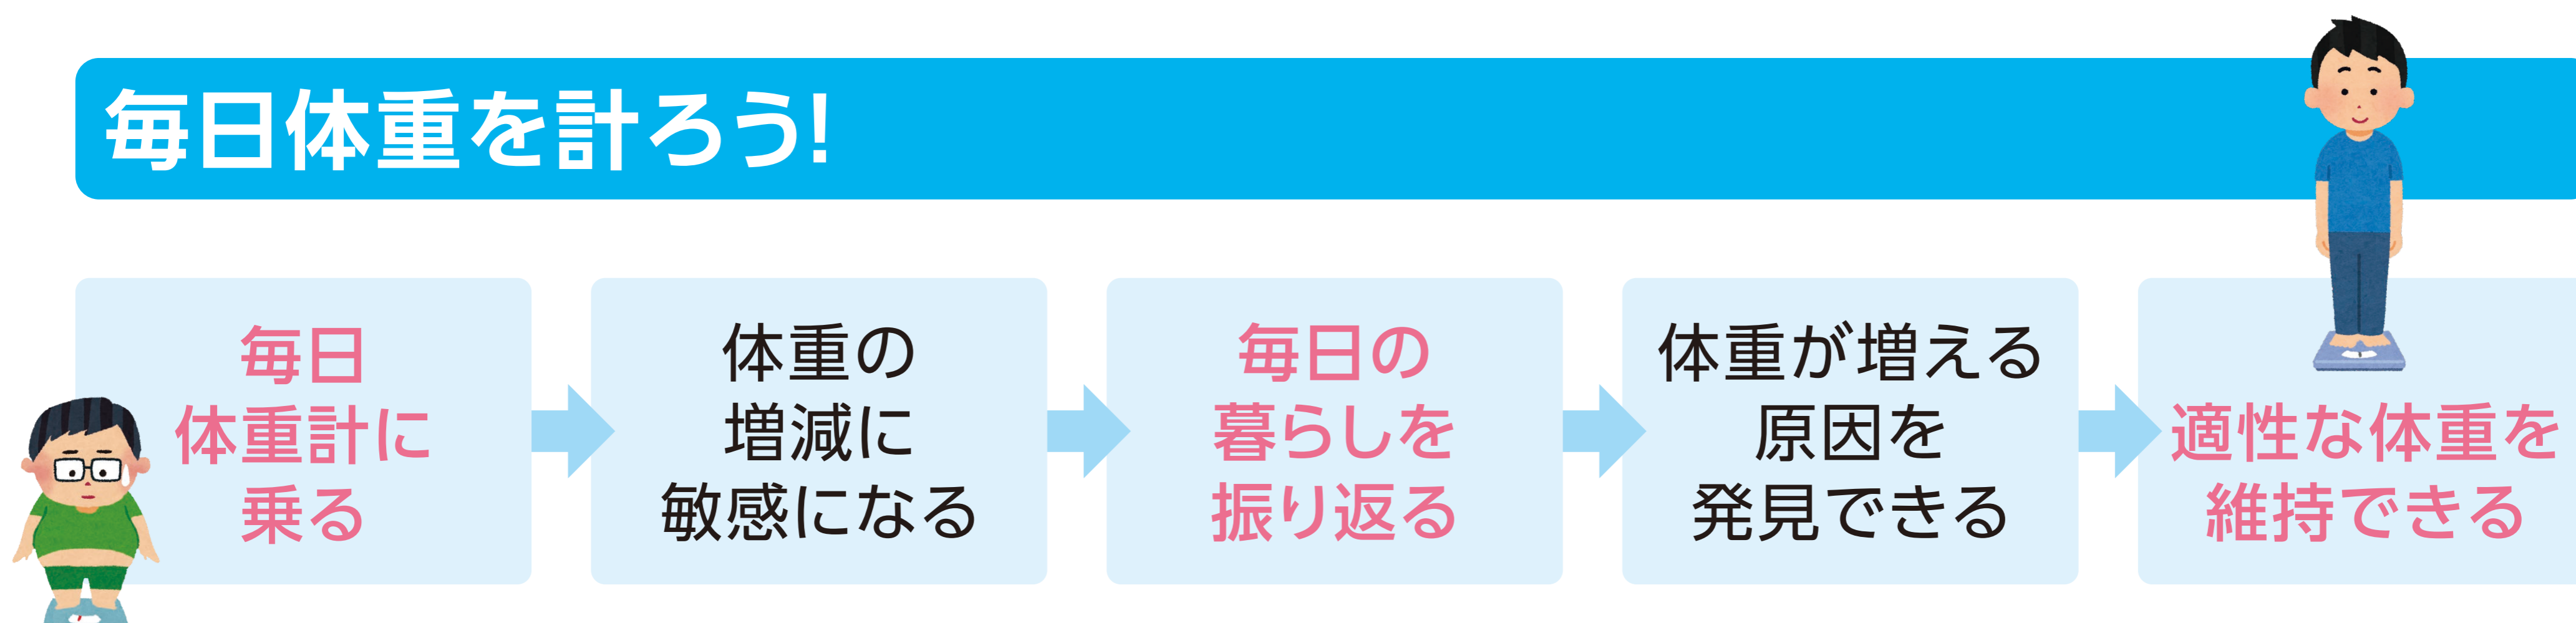 毎日体重を計ろう!
毎日
体重計に
乗る
体重の
増減に
敏感になる
毎日の
暮らしを
振り返る
体重が増える
原因を
発見できる
適性な体重を
維持できる